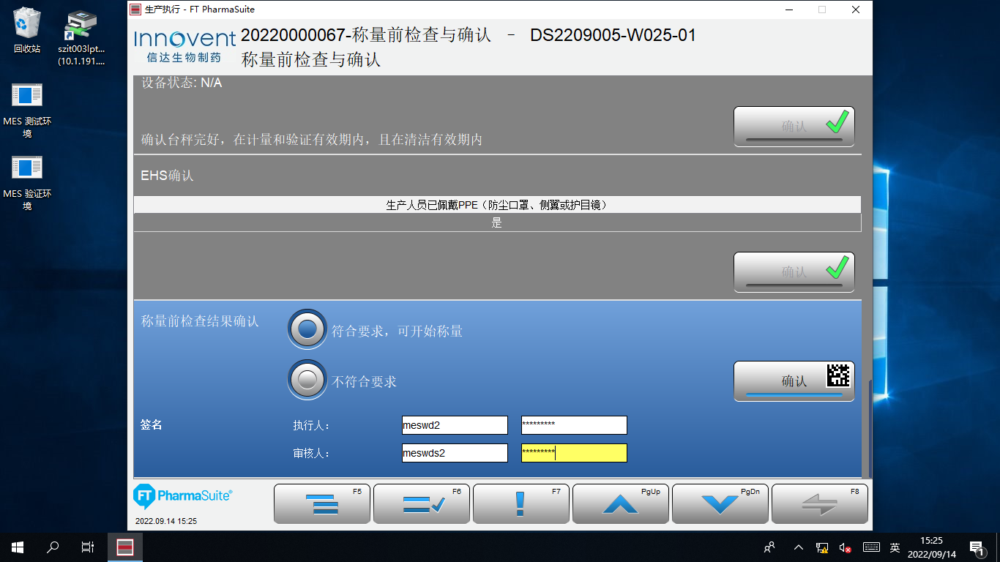 生产执行 - FT PharmaSuite
回收站
szit003lpt...
(10.1.191....
MES 测试环
境
MES 验证环
境
Innovent
信达生物制药
20220000067-称量前检查与确认 - DS2209005-W025-01
称量前检查与确认
设备状态: N/A
确认
确认台秤完好，在计量和验证有效期内，且在清洁有效期内
EHS确认
生产人员已佩戴PPE（防尘口罩、侧翼或护目镜）
是
确认
称量前检查结果确认
符合要求，可开始称量
不符合要求
确认
签名
执行人:
meswd2
*********
审核人:
meswds2
*********
FT PharmaSuite®
2022.09.14 15:25
F5
F6
F7
PgUp
PgDn
F8
英
15:25
2022/09/14
1